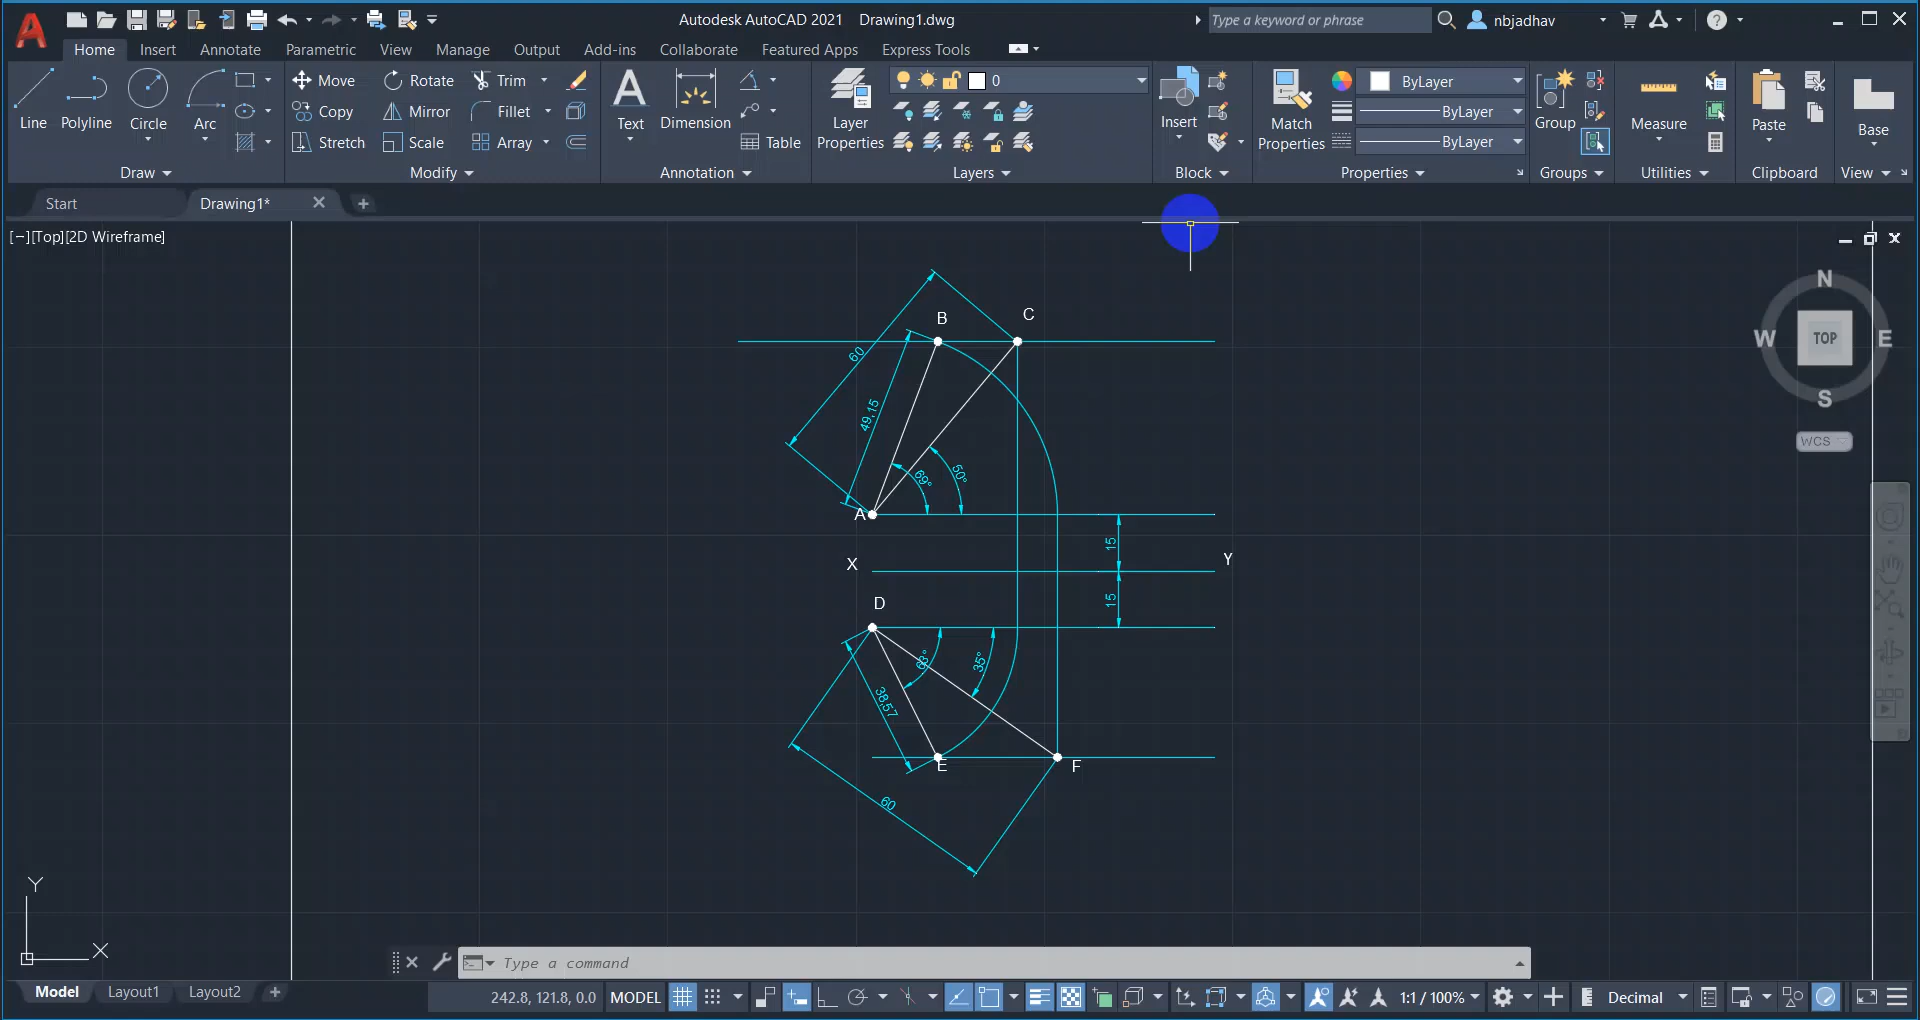 Autodesk AutoCAD 2021 Drawing1.dwg
Type a keyword or phrase
nbjadhav
Home Insert Annotate Parametric View Manage Output Add-ins Collaborate Featured Apps Express Tools
Line Polyline Circle Arc
Move Rotate Trim
Copy Mirror Fillet
Stretch Scale Array
Text Dimension Table
Layer Properties
0
Insert
Match Properties
ByLayer
ByLayer
ByLayer
Group Measure Paste Base
Draw Modify Annotation Layers Block Properties Groups Utilities Clipboard View
Start Drawing1*
[−][Top][2D Wireframe]
N
W TOP E
S
WCS
B C
60
49,15
69° 50°
A
15
X Y
15
D
63° 35°
38,57
E F
60
Y
X
Type a command
Model Layout1 Layout2
242.8, 121.8, 0.0 MODEL 1:1 / 100% Decimal